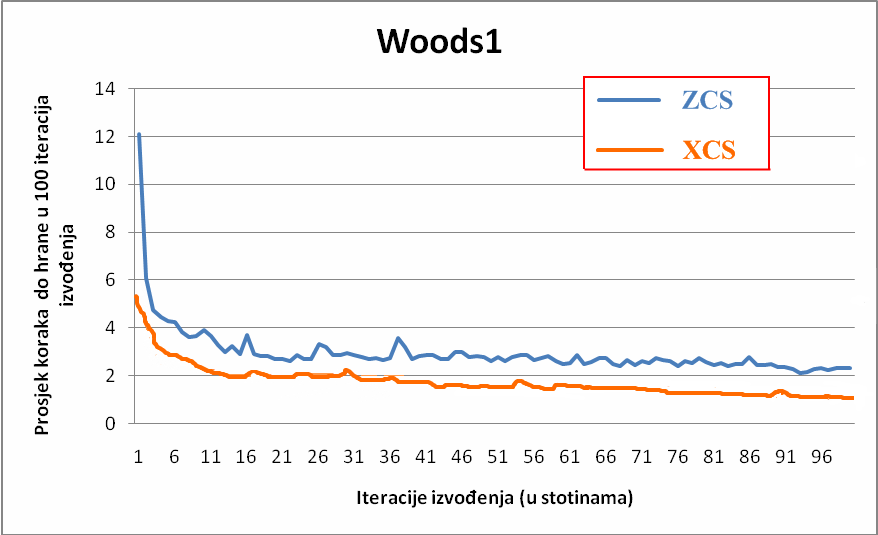 Woods1
ZCS
XCS
Prosjek koraka do hrane u 100 iteracija
izvođenja
14
12
10
8
6
4
2
0
1 6 11 16 21 26 31 36 41 46 51 56 61 66 71 76 81 86 91 96
Iteracije izvođenja (u stotinama)